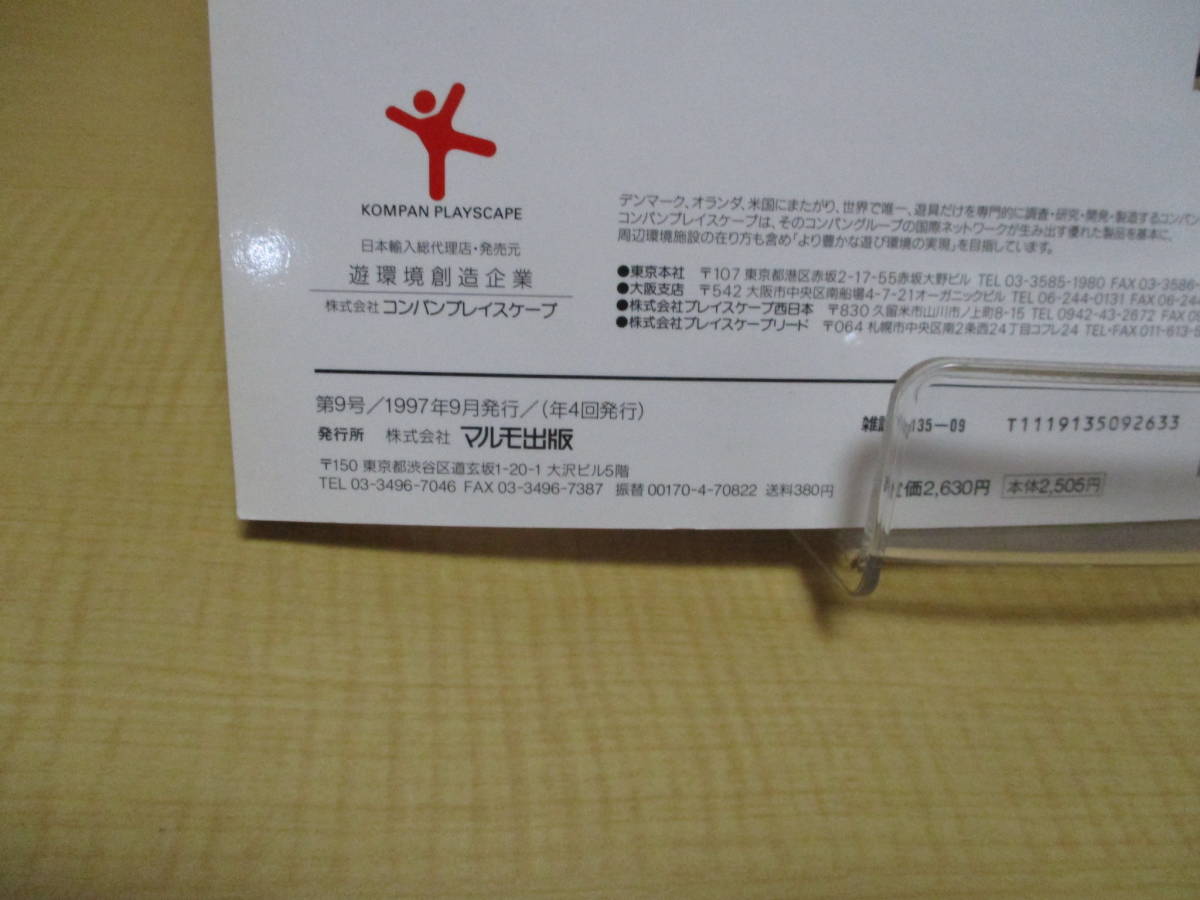 KOMPAN PLAYSCAPE
日本輸入総代理店・発売元
遊環境創造企業
株式会社 コンパンプレイスケープ
デンマーク、オランダ、米国にまたがり、世界で唯一、遊具だけを専門的に調査・研究・開発・製造するコンパン
コンパンプレイスケープは、そのコンパングループの国際ネットワークが生み出す優れた製品を基本に、
周辺環境施設の在り方も含め「より豊かな遊び環境の実現」を目指しています。
●東京本社 〒107 東京都港区赤坂2-17-55赤坂大野ビル TEL 03-3585-1980 FAX 03-3586-
●大阪支店 〒542 大阪市中央区南船場4-7-21オーガニックビル TEL 06-244-0131 FAX 06-24
●株式会社プレイスケープ西日本 〒830 久留米市山川市ノ上町8-15 TEL 0942-43-2672 FAX 09
●株式会社プレイスケープリード 〒064 札幌市中央区南2条西24丁目コフレ24 TEL・FAX 011-613-5
第9号/1997年9月発行/(年4回発行)
発行所 株式会社 マルモ出版
〒150 東京都渋谷区道玄坂1-20-1 大沢ビル5階
TEL 03-3496-7046 FAX 03-3496-7387 振替 00170-4-70822 送料380円
雑 135-09 T1119135092633
価2,630円 本体2,505円